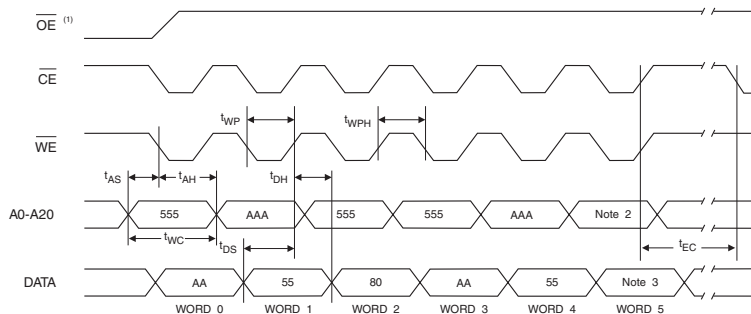 OE (1)
CE
tWP
tWPH
WE
tAS
tAH
tDH
A0-A20
555
AAA
555
555
AAA
Note 2
tWC
tDS
tEC
DATA
AA
55
80
AA
55
Note 3
WORD 0
WORD 1
WORD 2
WORD 3
WORD 4
WORD 5